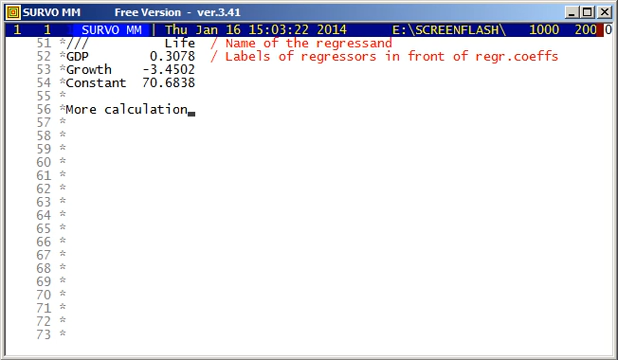 SURVO MM Free Version - ver.3.41
1 1 SURVO MM Thu Jan 16 15:03:22 2014 E:\SCREENFLASH\ 1000 200 0
51 */// Life / Name of the regressand
52 *GDP 0.3078 / Labels of regressors in front of regr.coeffs
53 *Growth -3.4502
54 *Constant 70.6838
55 *
56 *More calculation_
57 *
58 *
59 *
60 *
61 *
62 *
63 *
64 *
65 *
66 *
67 *
68 *
69 *
70 *
71 *
72 *
73 *